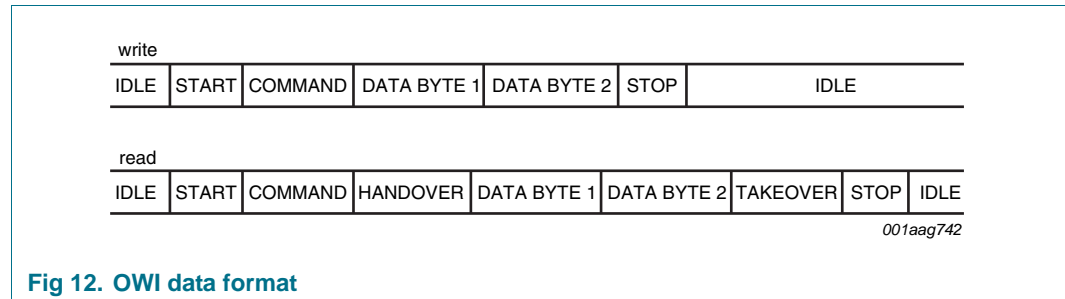 write
IDLE START COMMAND DATA BYTE 1 DATA BYTE 2 STOP IDLE
read
IDLE START COMMAND HANDOVER DATA BYTE 1 DATA BYTE 2 TAKEOVER STOP IDLE
001aag742
Fig 12. OWI data format